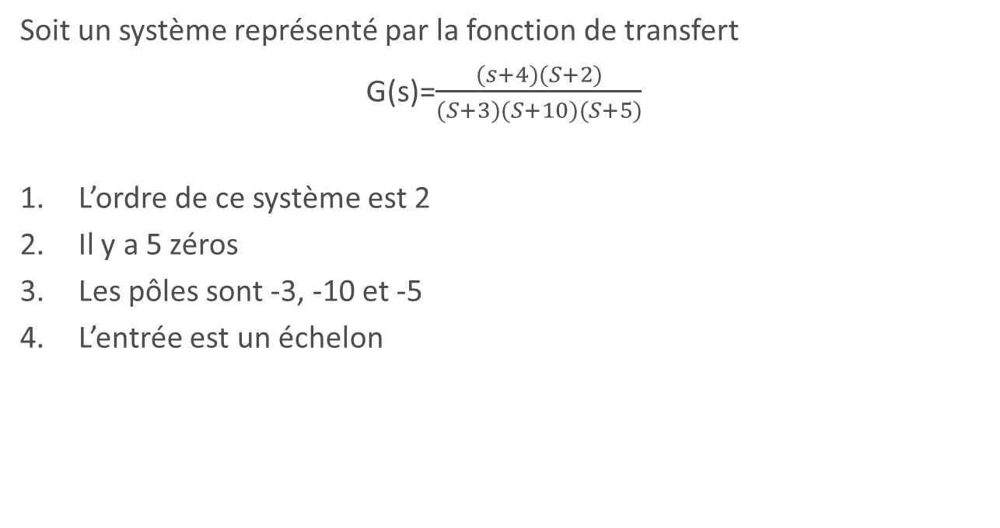 Soit un système représenté par la fonction de transfert
G(s)=\frac{(s+4)(S+2)}{(S+3)(S+10)(S+5)}
1. L’ordre de ce système est 2
2. Il y a 5 zéros
3. Les pôles sont -3, -10 et -5
4. L’entrée est un échelon